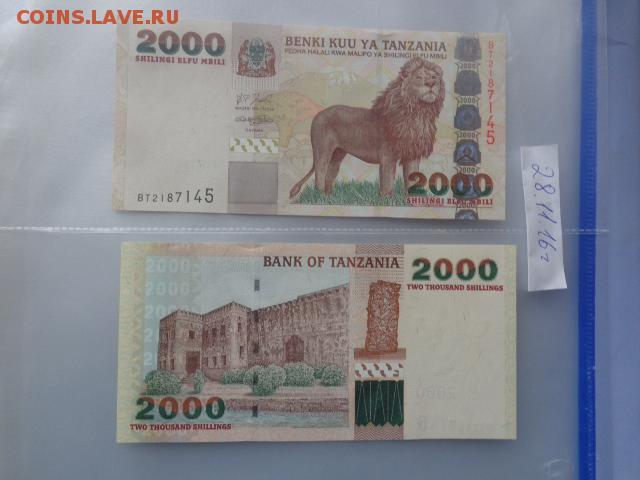 COINS.ЛАВЕ.RU
2000
SHILINGI ELFU MBILI
BENKI KUU YA TANZANIA
PEDHA HALALI KWA MALIPO YA SHILINGI ELFU MBILI
BT2187145
2000
SHILINGI ELFU MBILI
BT2187145
28.11.16г
2000
BANK OF TANZANIA
2000
TWO THOUSAND SHILLINGS
2000
TWO THOUSAND SHILLINGS